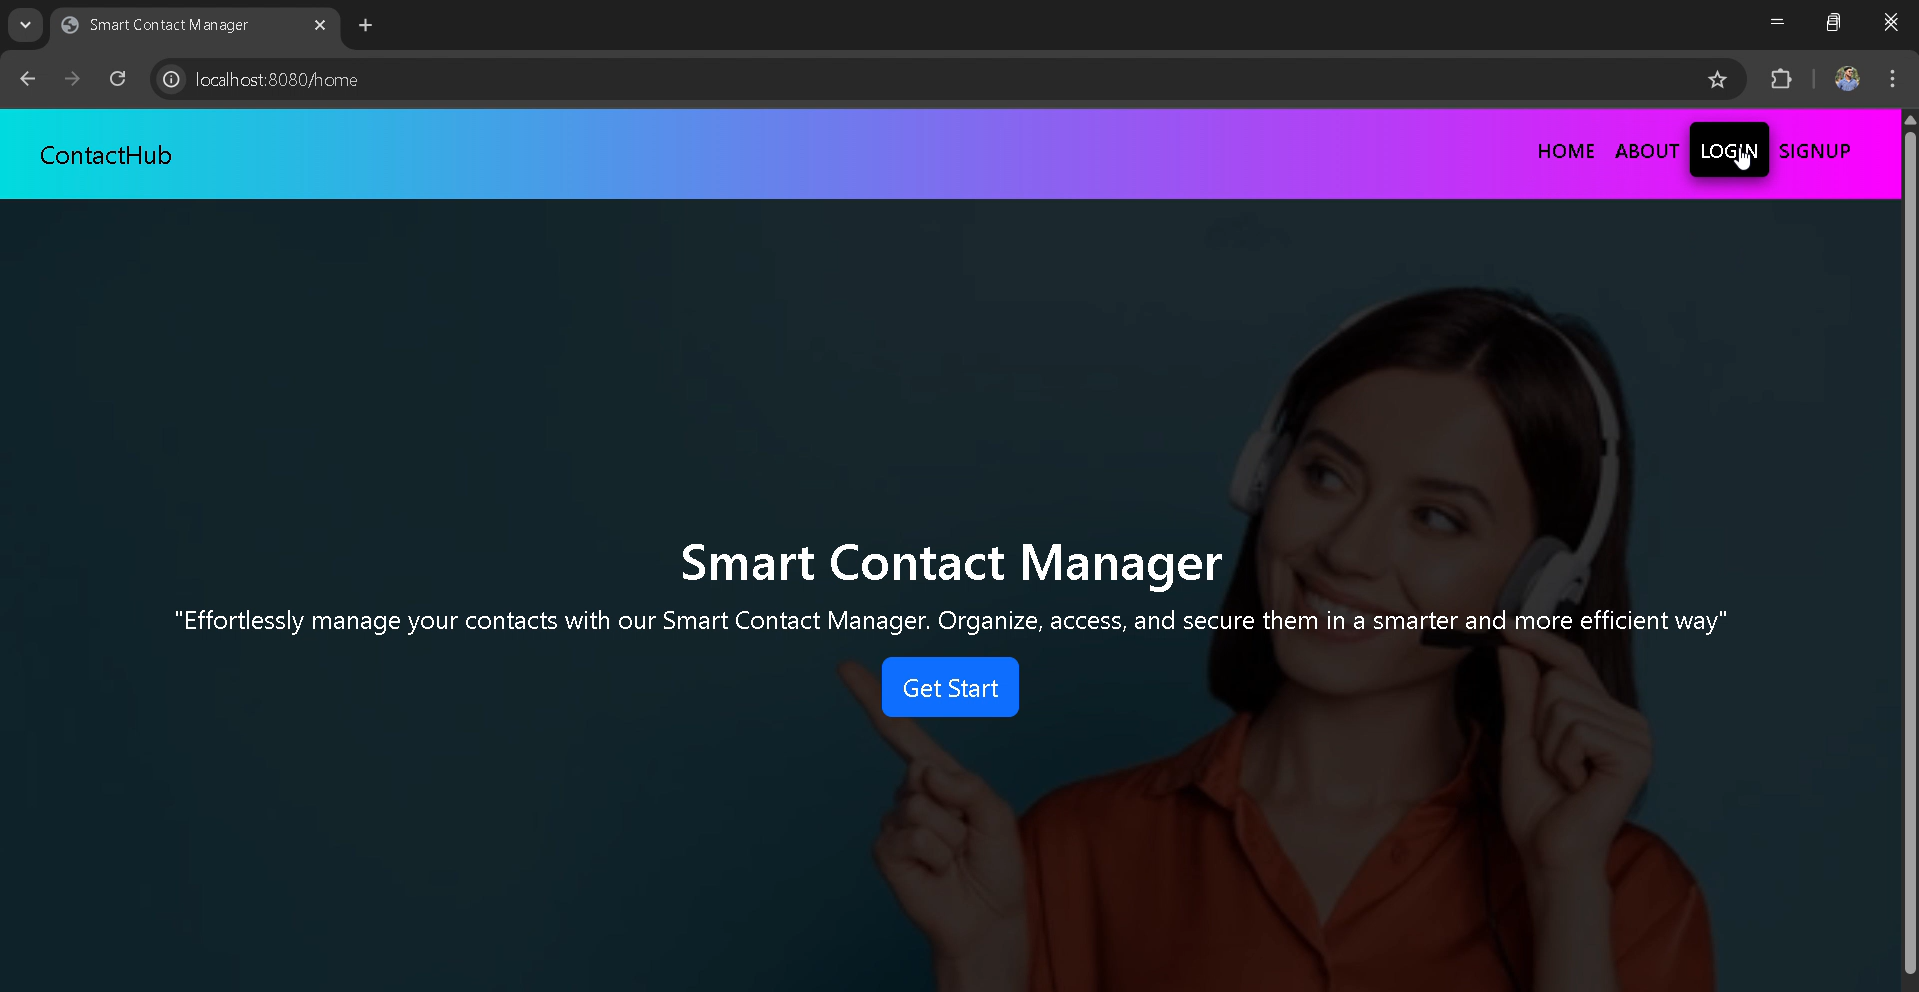 Smart Contact Manager
localhost:8080/home
ContactHub
HOME ABOUT LOGIN SIGNUP
Smart Contact Manager
"Effortlessly manage your contacts with our Smart Contact Manager. Organize, access, and secure them in a smarter and more efficient way"
Get Start